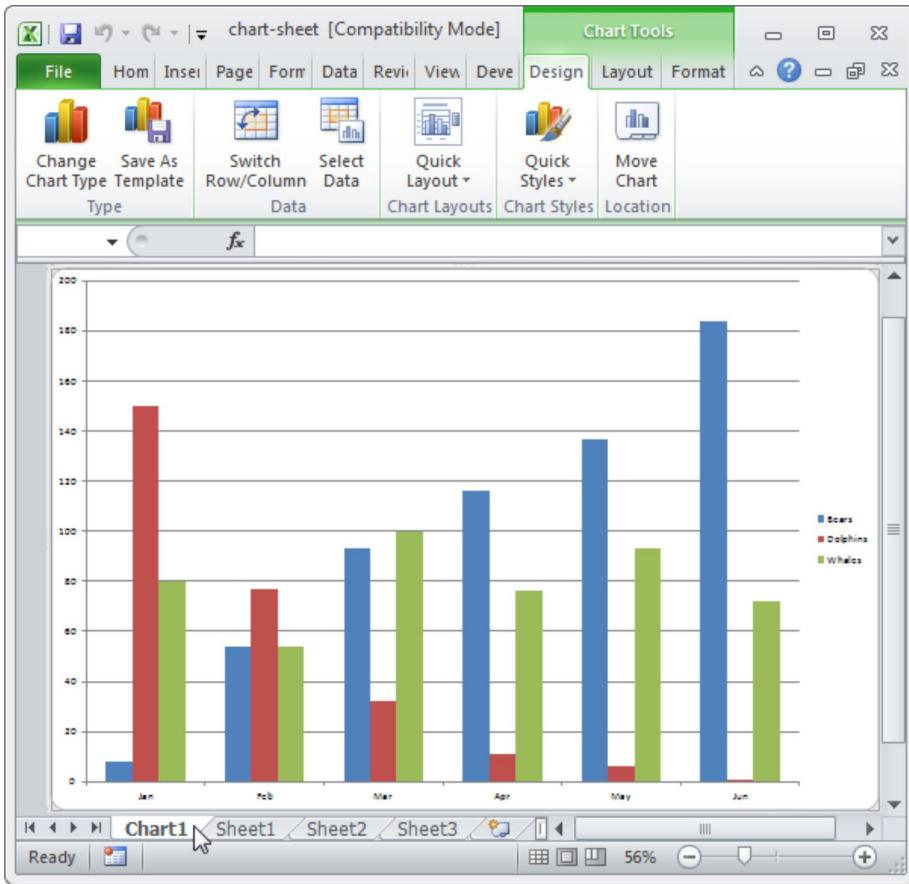 chart-sheet [Compatibility Mode] Chart Tools
File Hom Inser Page Form Data Revi View Deve Design Layout Format
Change Chart Type
Save As Template
Switch Row/Column
Select Data
Quick Layout
Quick Styles
Move Chart
Type Data Chart Layouts Chart Styles Location
fx
200
180
160
140
120
100
80
60
40
20
0
Jan Feb Mar Apr May Jun
Bears
Dolphins
Whales
Chart1 Sheet1 Sheet2 Sheet3
Ready 56%